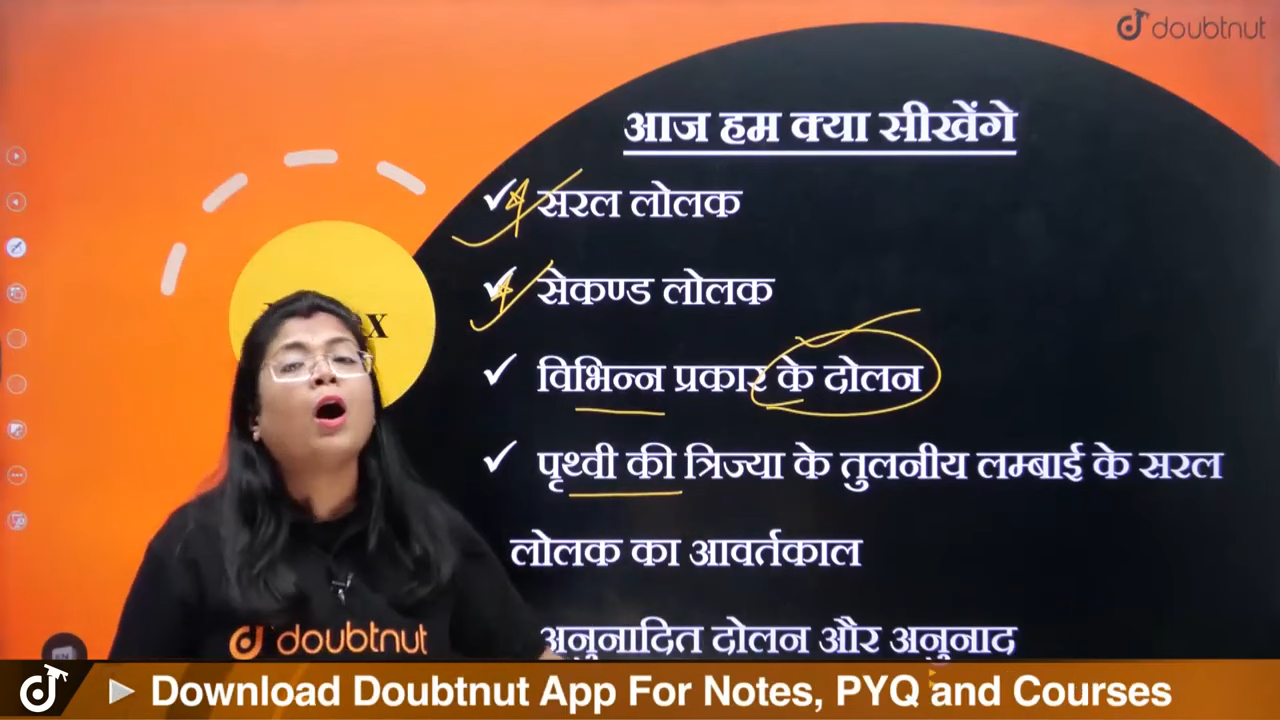 doubtnut
आज हम क्या सीखेंगे
सरल लोलक
सेकण्ड लोलक
विभिन्न प्रकार के दोलन
पृथ्वी की त्रिज्या के तुलनीय लम्बाई के सरल
लोलक का आवर्तकाल
अनुनादित दोलन और अनुनाद
doubtnut
Download Doubtnut App For Notes, PYQ and Courses